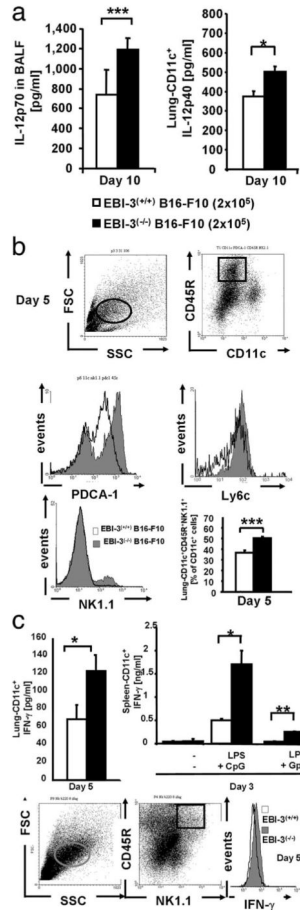 a
***
IL-12p70 in BALF
[pg/ml]
1,400
1,200
1,000
800
600
400
200
0
Day 10
*
Lung-CD11c+
IL-12p40 [pg/ml]
600
500
400
300
200
100
0
Day 10
EBI-3(+/+) B16-F10 (2x10⁵)
EBI-3(-/-) B16-F10 (2x10⁵)
b
Day 5
FSC
SSC
CD45R
CD11c
events
PDCA-1
events
Ly6c
events
EBI-3(+/+) B16-F10
EBI-3(-/-) B16-F10
NK1.1
Lung-CD11c+CD45R+NK1.1+
[% of CD11c+ cells]
60
50
40
30
20
10
0
***
Day 5
c
Lung-CD11c+
IFN-γ [pg/ml]
160
140
120
100
80
60
40
20
0
*
Day 5
Spleen-CD11c+
IFN-γ [ng/ml]
2.5
2
1.5
1
0.5
0
*
**
- LPS LP
- + CpG + Gp
Day 3
FSC
SSC
CD45R
NK1.1
events
EBI-3(+/+)
EBI-3(-/-)
Day 5
IFN-γ